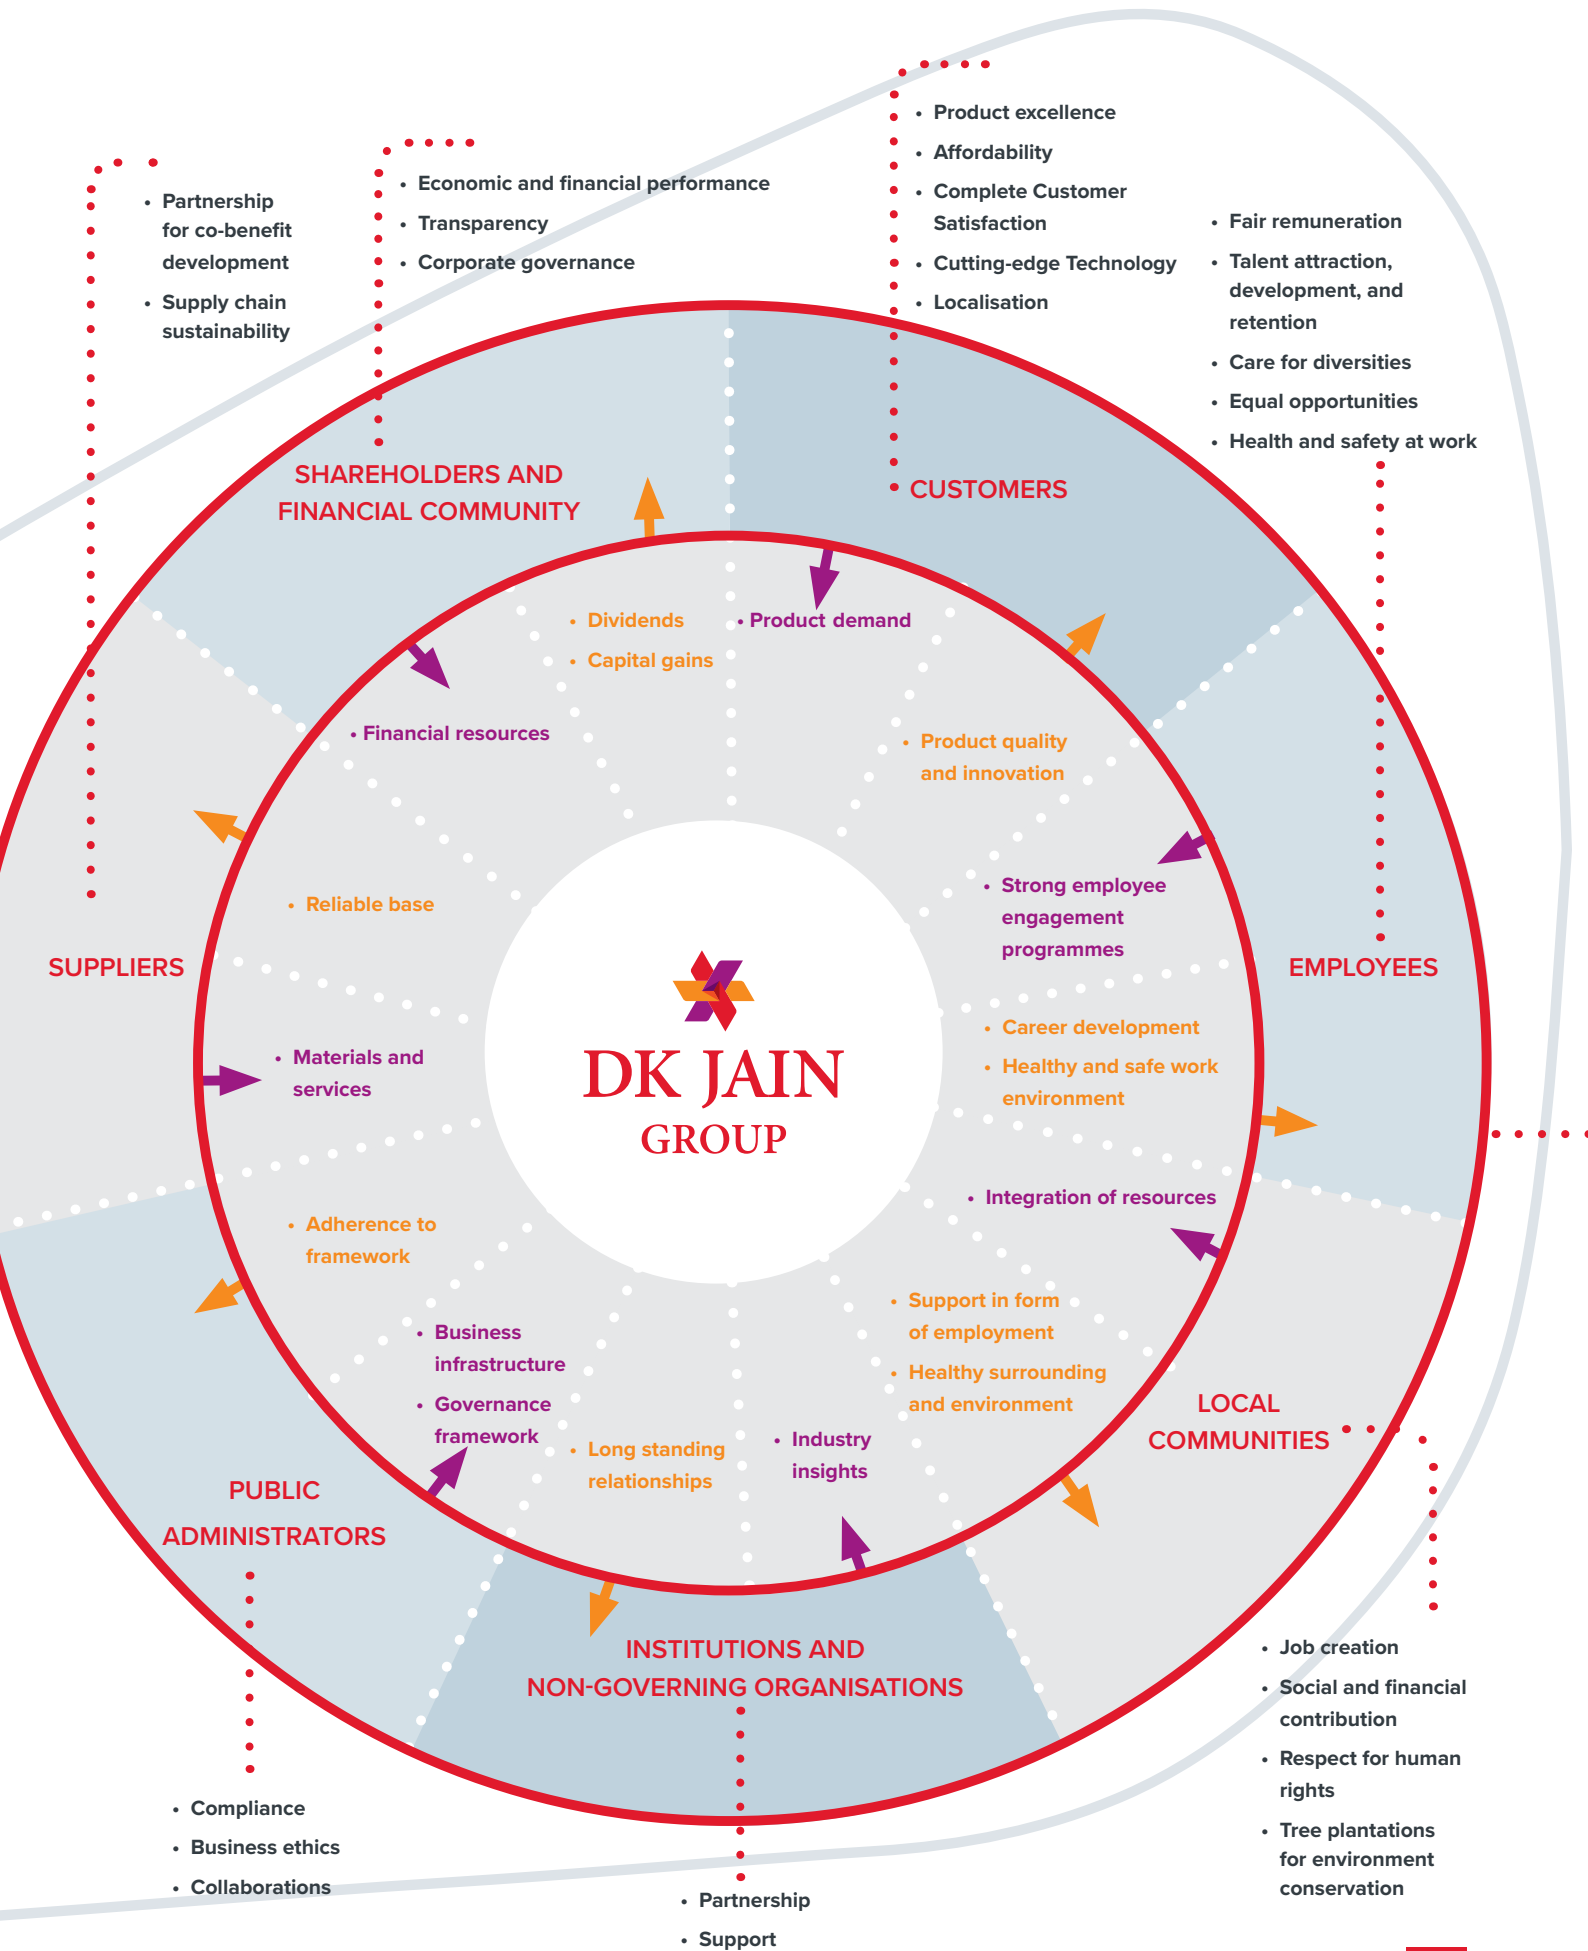 • Product excellence
• Affordability
• Complete Customer
Satisfaction
• Cutting-edge Technology
• Localisation
• Economic and financial performance
• Transparency
• Corporate governance
• Partnership
for co-benefit
development
• Supply chain
sustainability
• Fair remuneration
• Talent attraction,
development, and
retention
• Care for diversities
• Equal opportunities
• Health and safety at work
SHAREHOLDERS AND
FINANCIAL COMMUNITY
CUSTOMERS
• Dividends
• Capital gains
• Product demand
• Financial resources
• Product quality
and innovation
• Strong employee
engagement
programmes
• Reliable base
SUPPLIERS
EMPLOYEES
• Materials and
services
DK JAIN
GROUP
• Career development
• Healthy and safe work
environment
• Integration of resources
• Adherence to
framework
• Business
infrastructure
• Governance
framework
• Long standing
relationships
• Industry
insights
• Support in form
of employment
• Healthy surrounding
and environment
LOCAL
COMMUNITIES
PUBLIC
ADMINISTRATORS
INSTITUTIONS AND
NON-GOVERNING ORGANISATIONS
• Job creation
• Social and financial
contribution
• Respect for human
rights
• Tree plantations
for environment
conservation
• Compliance
• Business ethics
• Collaborations
• Partnership
• Support